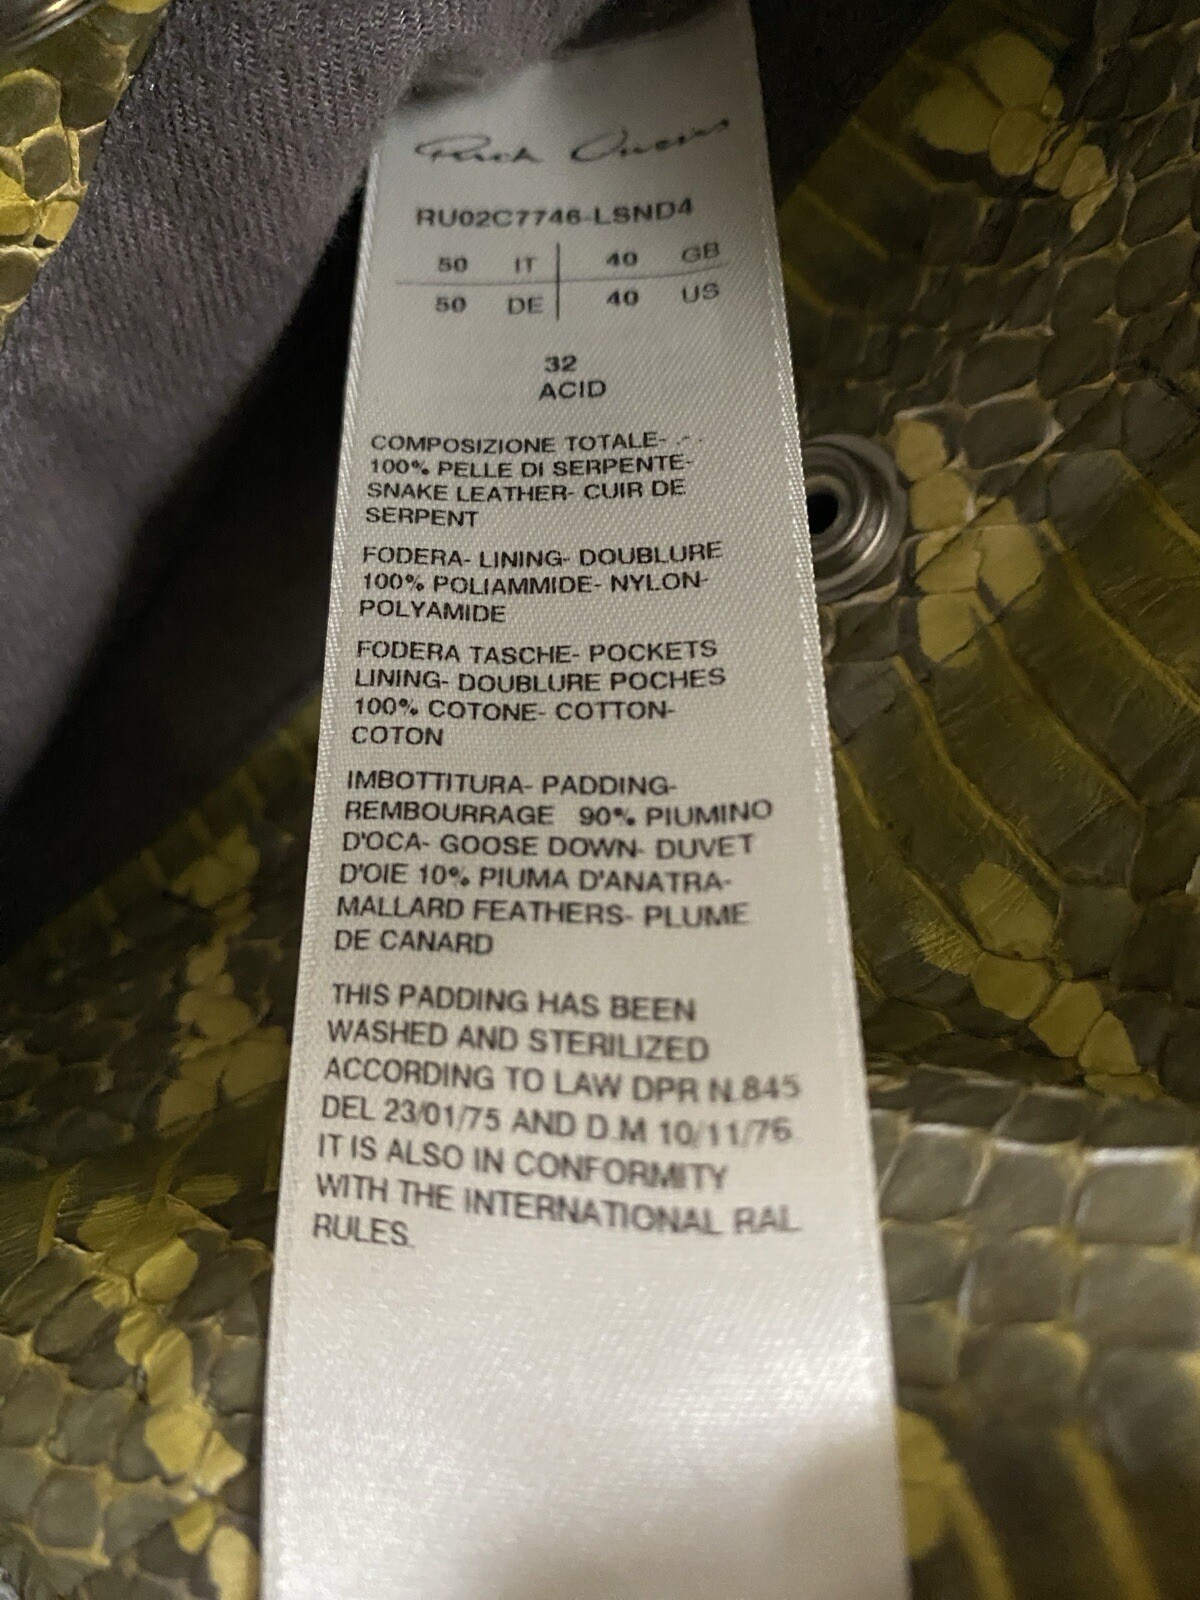 Rick Owens
RU02C7746-LSND4
50 IT 40 GB
50 DE 40 US
32
ACID
COMPOSIZIONE TOTALE-
100% PELLE DI SERPENTE-
SNAKE LEATHER- CUIR DE
SERPENT
FODERA- LINING- DOUBLURE
100% POLIAMMIDE- NYLON-
POLYAMIDE
FODERA TASCHE- POCKETS
LINING- DOUBLURE POCHES
100% COTONE- COTTON-
COTON
IMBOTTITURA- PADDING-
REMBOURRAGE 90% PIUMINO
D'OCA- GOOSE DOWN- DUVET
D'OIE 10% PIUMA D'ANATRA-
MALLARD FEATHERS- PLUME
DE CANARD
THIS PADDING HAS BEEN
WASHED AND STERILIZED
ACCORDING TO LAW DPR N.845
DEL 23/01/75 AND D.M 10/11/76.
IT IS ALSO IN CONFORMITY
WITH THE INTERNATIONAL RAL
RULES.